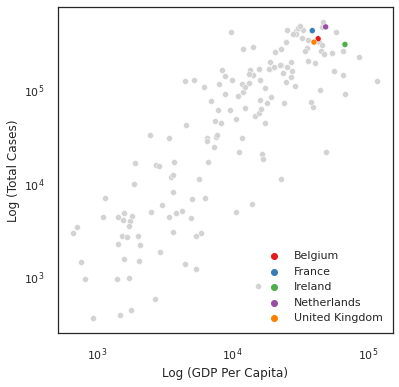 Log (Total Cases)
10⁵
10⁴
10³
Belgium
France
Ireland
Netherlands
United Kingdom
10³ 10⁴ 10⁵
Log (GDP Per Capita)